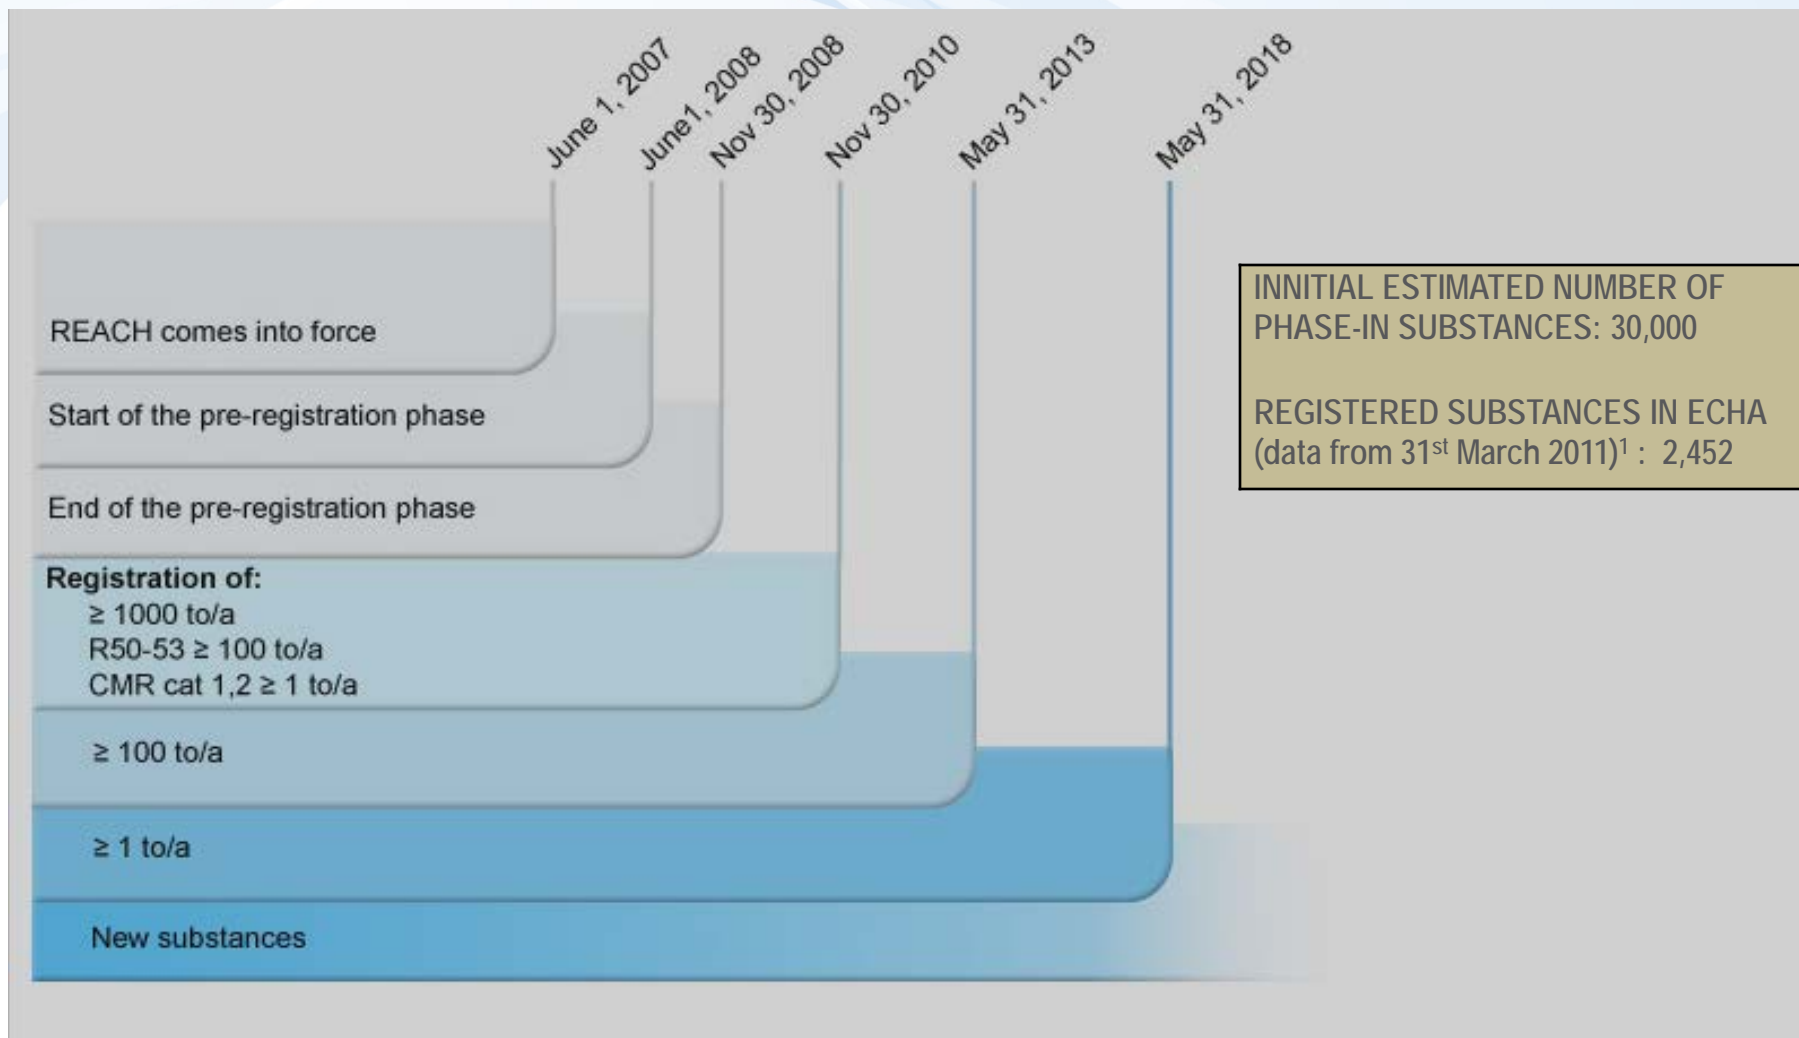 June 1, 2007
June1, 2008
Nov 30, 2008
Nov 30, 2010
May 31, 2013
May 31, 2018
REACH comes into force
Start of the pre-registration phase
End of the pre-registration phase
Registration of:
≥ 1000 to/a
R50-53 ≥ 100 to/a
CMR cat 1,2 ≥ 1 to/a
≥ 100 to/a
≥ 1 to/a
New substances
INNITIAL ESTIMATED NUMBER OF
PHASE-IN SUBSTANCES: 30,000
REGISTERED SUBSTANCES IN ECHA
(data from 31st March 2011)1 : 2,452